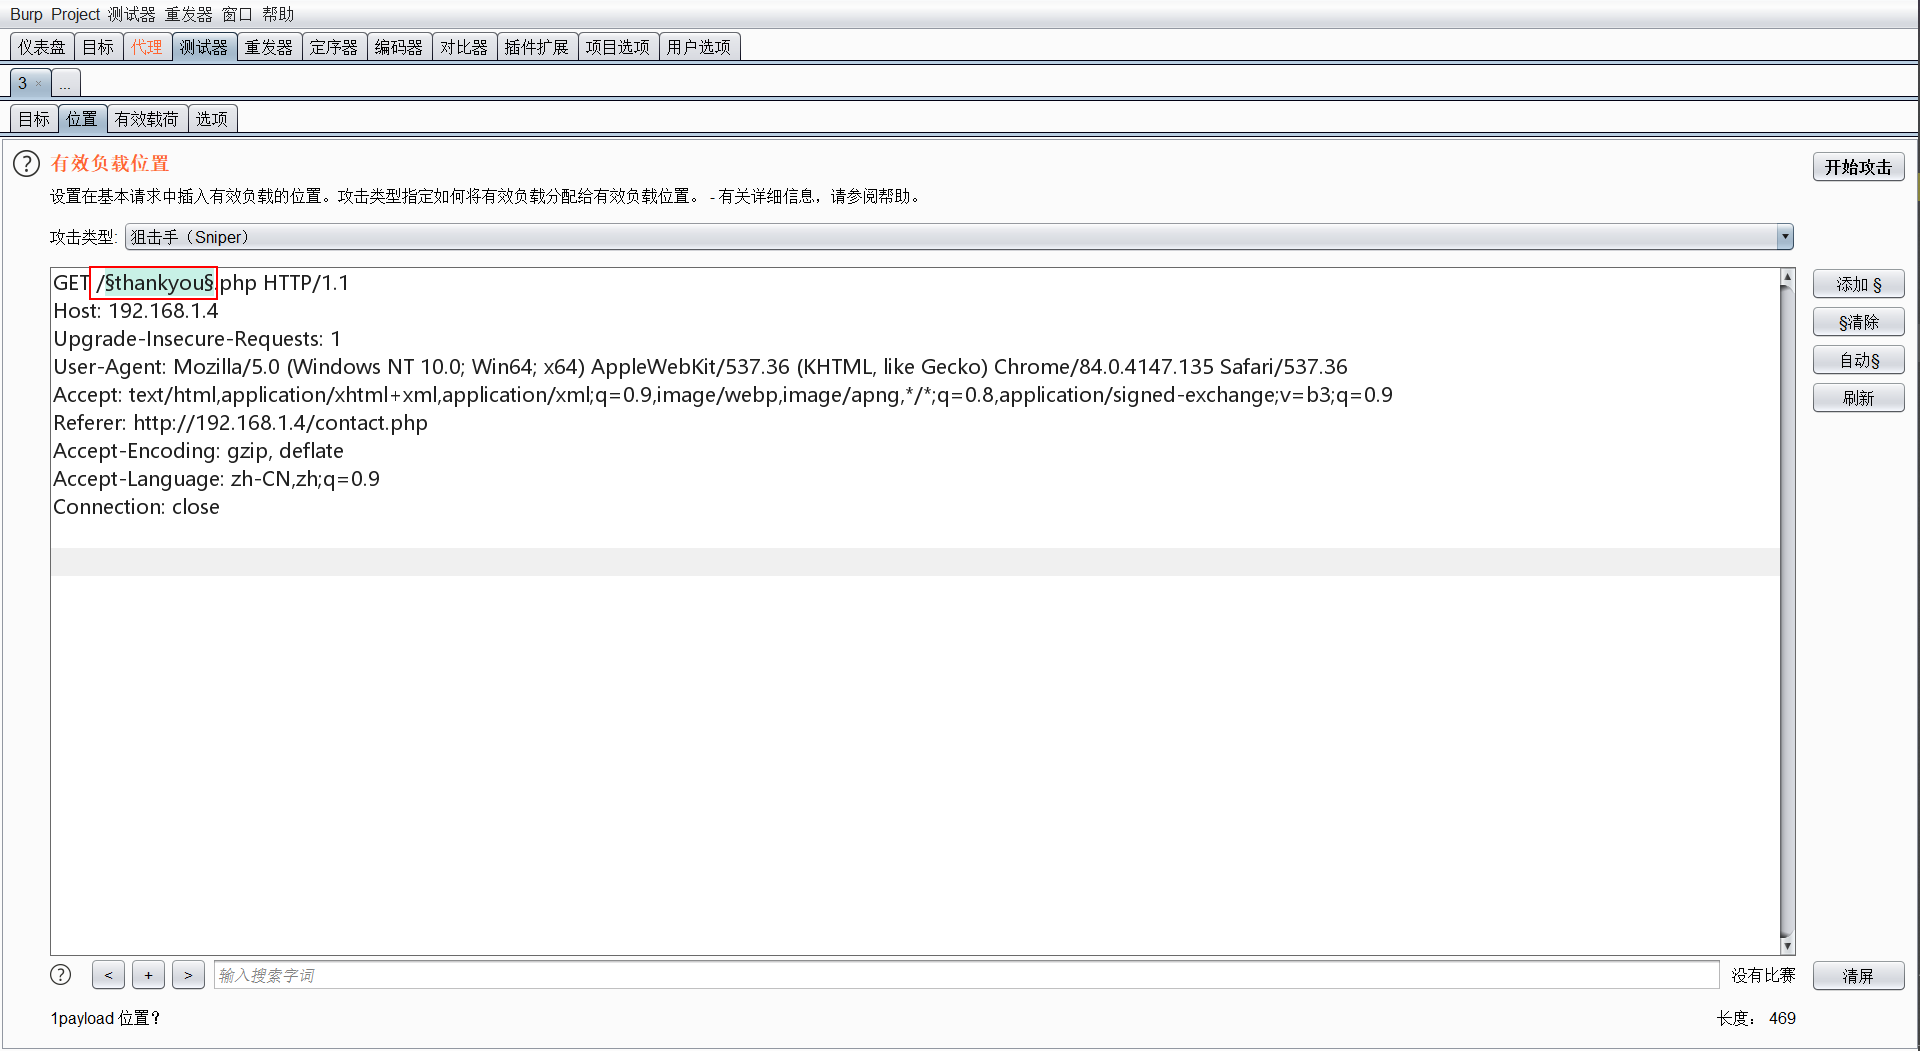 Burp Project 测试器 重发器 窗口 帮助
仪表盘 目标 代理 测试器 重发器 定序器 编码器 对比器 插件扩展 项目选项 用户选项
3 × ...
目标 位置 有效载荷 选项
? 有效负载位置
开始攻击
设置在基本请求中插入有效负载的位置。攻击类型指定如何将有效负载分配给有效负载位置。 - 有关详细信息，请参阅帮助。
攻击类型: 狙击手（Sniper）
GET /§thankyou§.php HTTP/1.1
Host: 192.168.1.4
Upgrade-Insecure-Requests: 1
User-Agent: Mozilla/5.0 (Windows NT 10.0; Win64; x64) AppleWebKit/537.36 (KHTML, like Gecko) Chrome/84.0.4147.135 Safari/537.36
Accept: text/html,application/xhtml+xml,application/xml;q=0.9,image/webp,image/apng,*/*;q=0.8,application/signed-exchange;v=b3;q=0.9
Referer: http://192.168.1.4/contact.php
Accept-Encoding: gzip, deflate
Accept-Language: zh-CN,zh;q=0.9
Connection: close
添加 §
§清除
自动§
刷新
? < + > 输入搜索字词 没有比赛 清屏
1payload 位置? 长度： 469